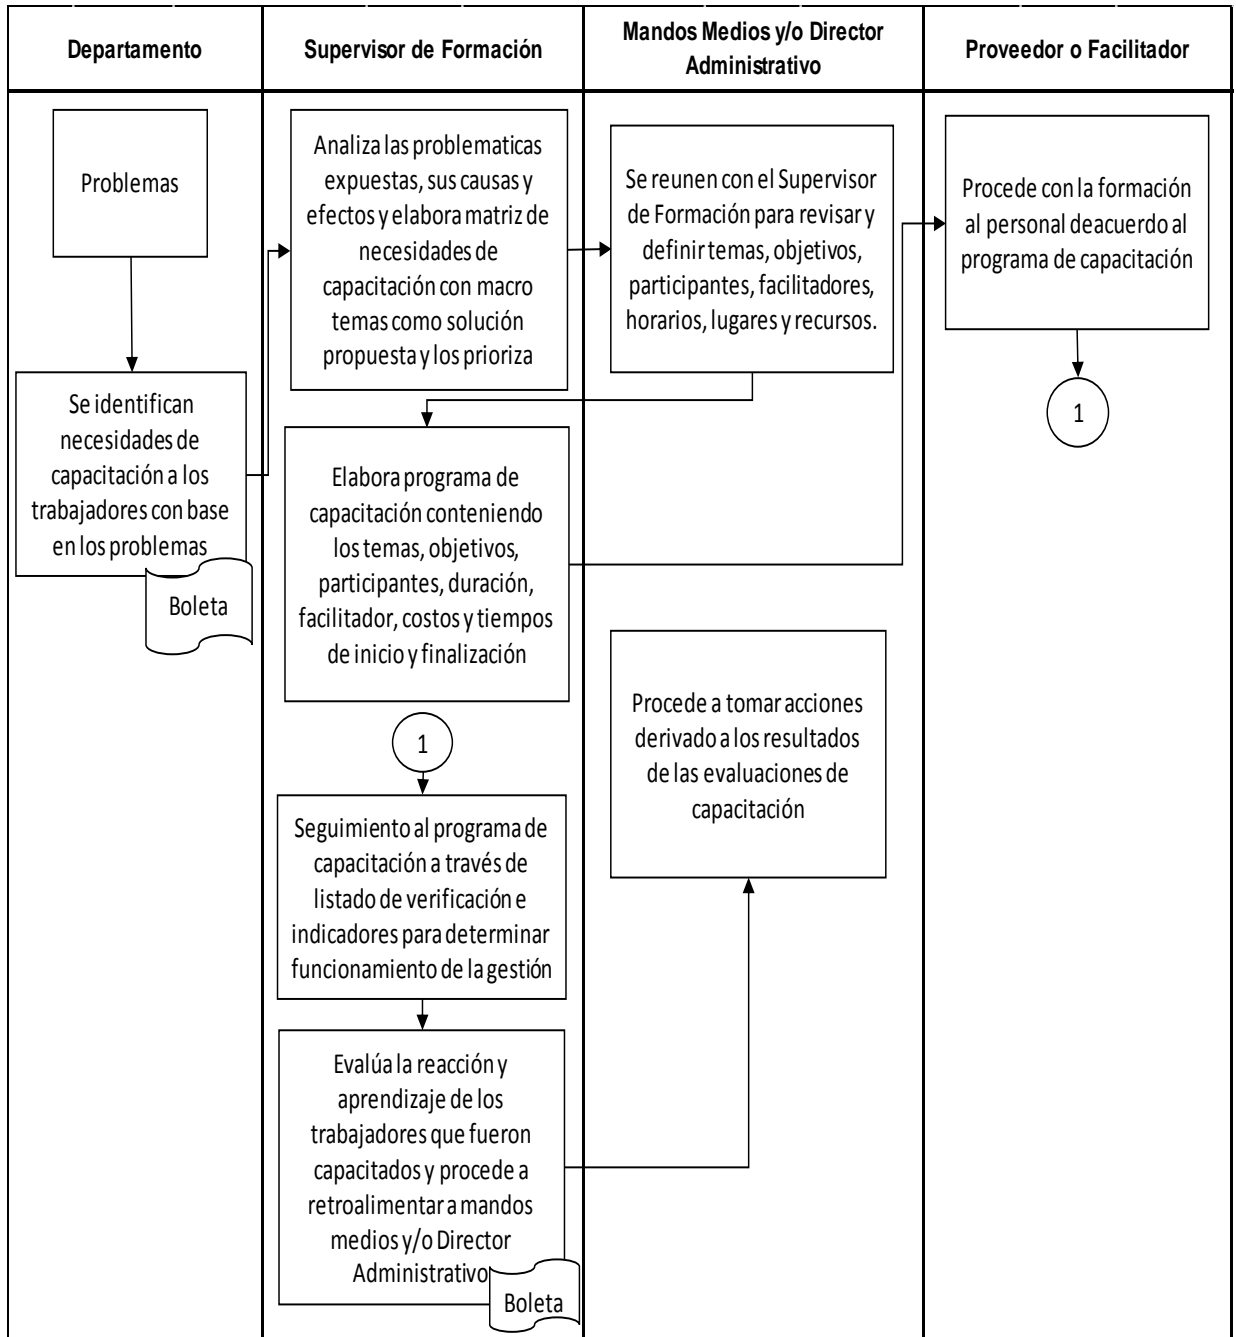 Departamento
Supervisor de Formación
Mandos Medios y/o Director
Administrativo
Proveedor o Facilitador
Problemas
Se identifican
necesidades de
capacitación a los
trabajadores con base
en los problemas
Boleta
Analiza las problematicas
expuestas, sus causas y
efectos y elabora matriz de
necesidades de
capacitación con macro
temas como solución
propuesta y los prioriza
Se reunen con el Supervisor
de Formación para revisar y
definir temas, objetivos,
participantes, facilitadores,
horarios, lugares y recursos.
Elabora programa de
capacitación conteniendo
los temas, objetivos,
participantes, duración,
facilitador, costos y tiempos
de inicio y finalización
Procede con la formación
al personal deacuerdo al
programa de capacitación
1
1
Seguimiento al programa de
capacitación a través de
listado de verificación e
indicadores para determinar
funcionamiento de la gestión
Evalúa la reacción y
aprendizaje de los
trabajadores que fueron
capacitados y procede a
retroalimentar a mandos
medios y/o Director
Administrativo
Boleta
Procede a tomar acciones
derivado a los resultados
de las evaluaciones de
capacitación